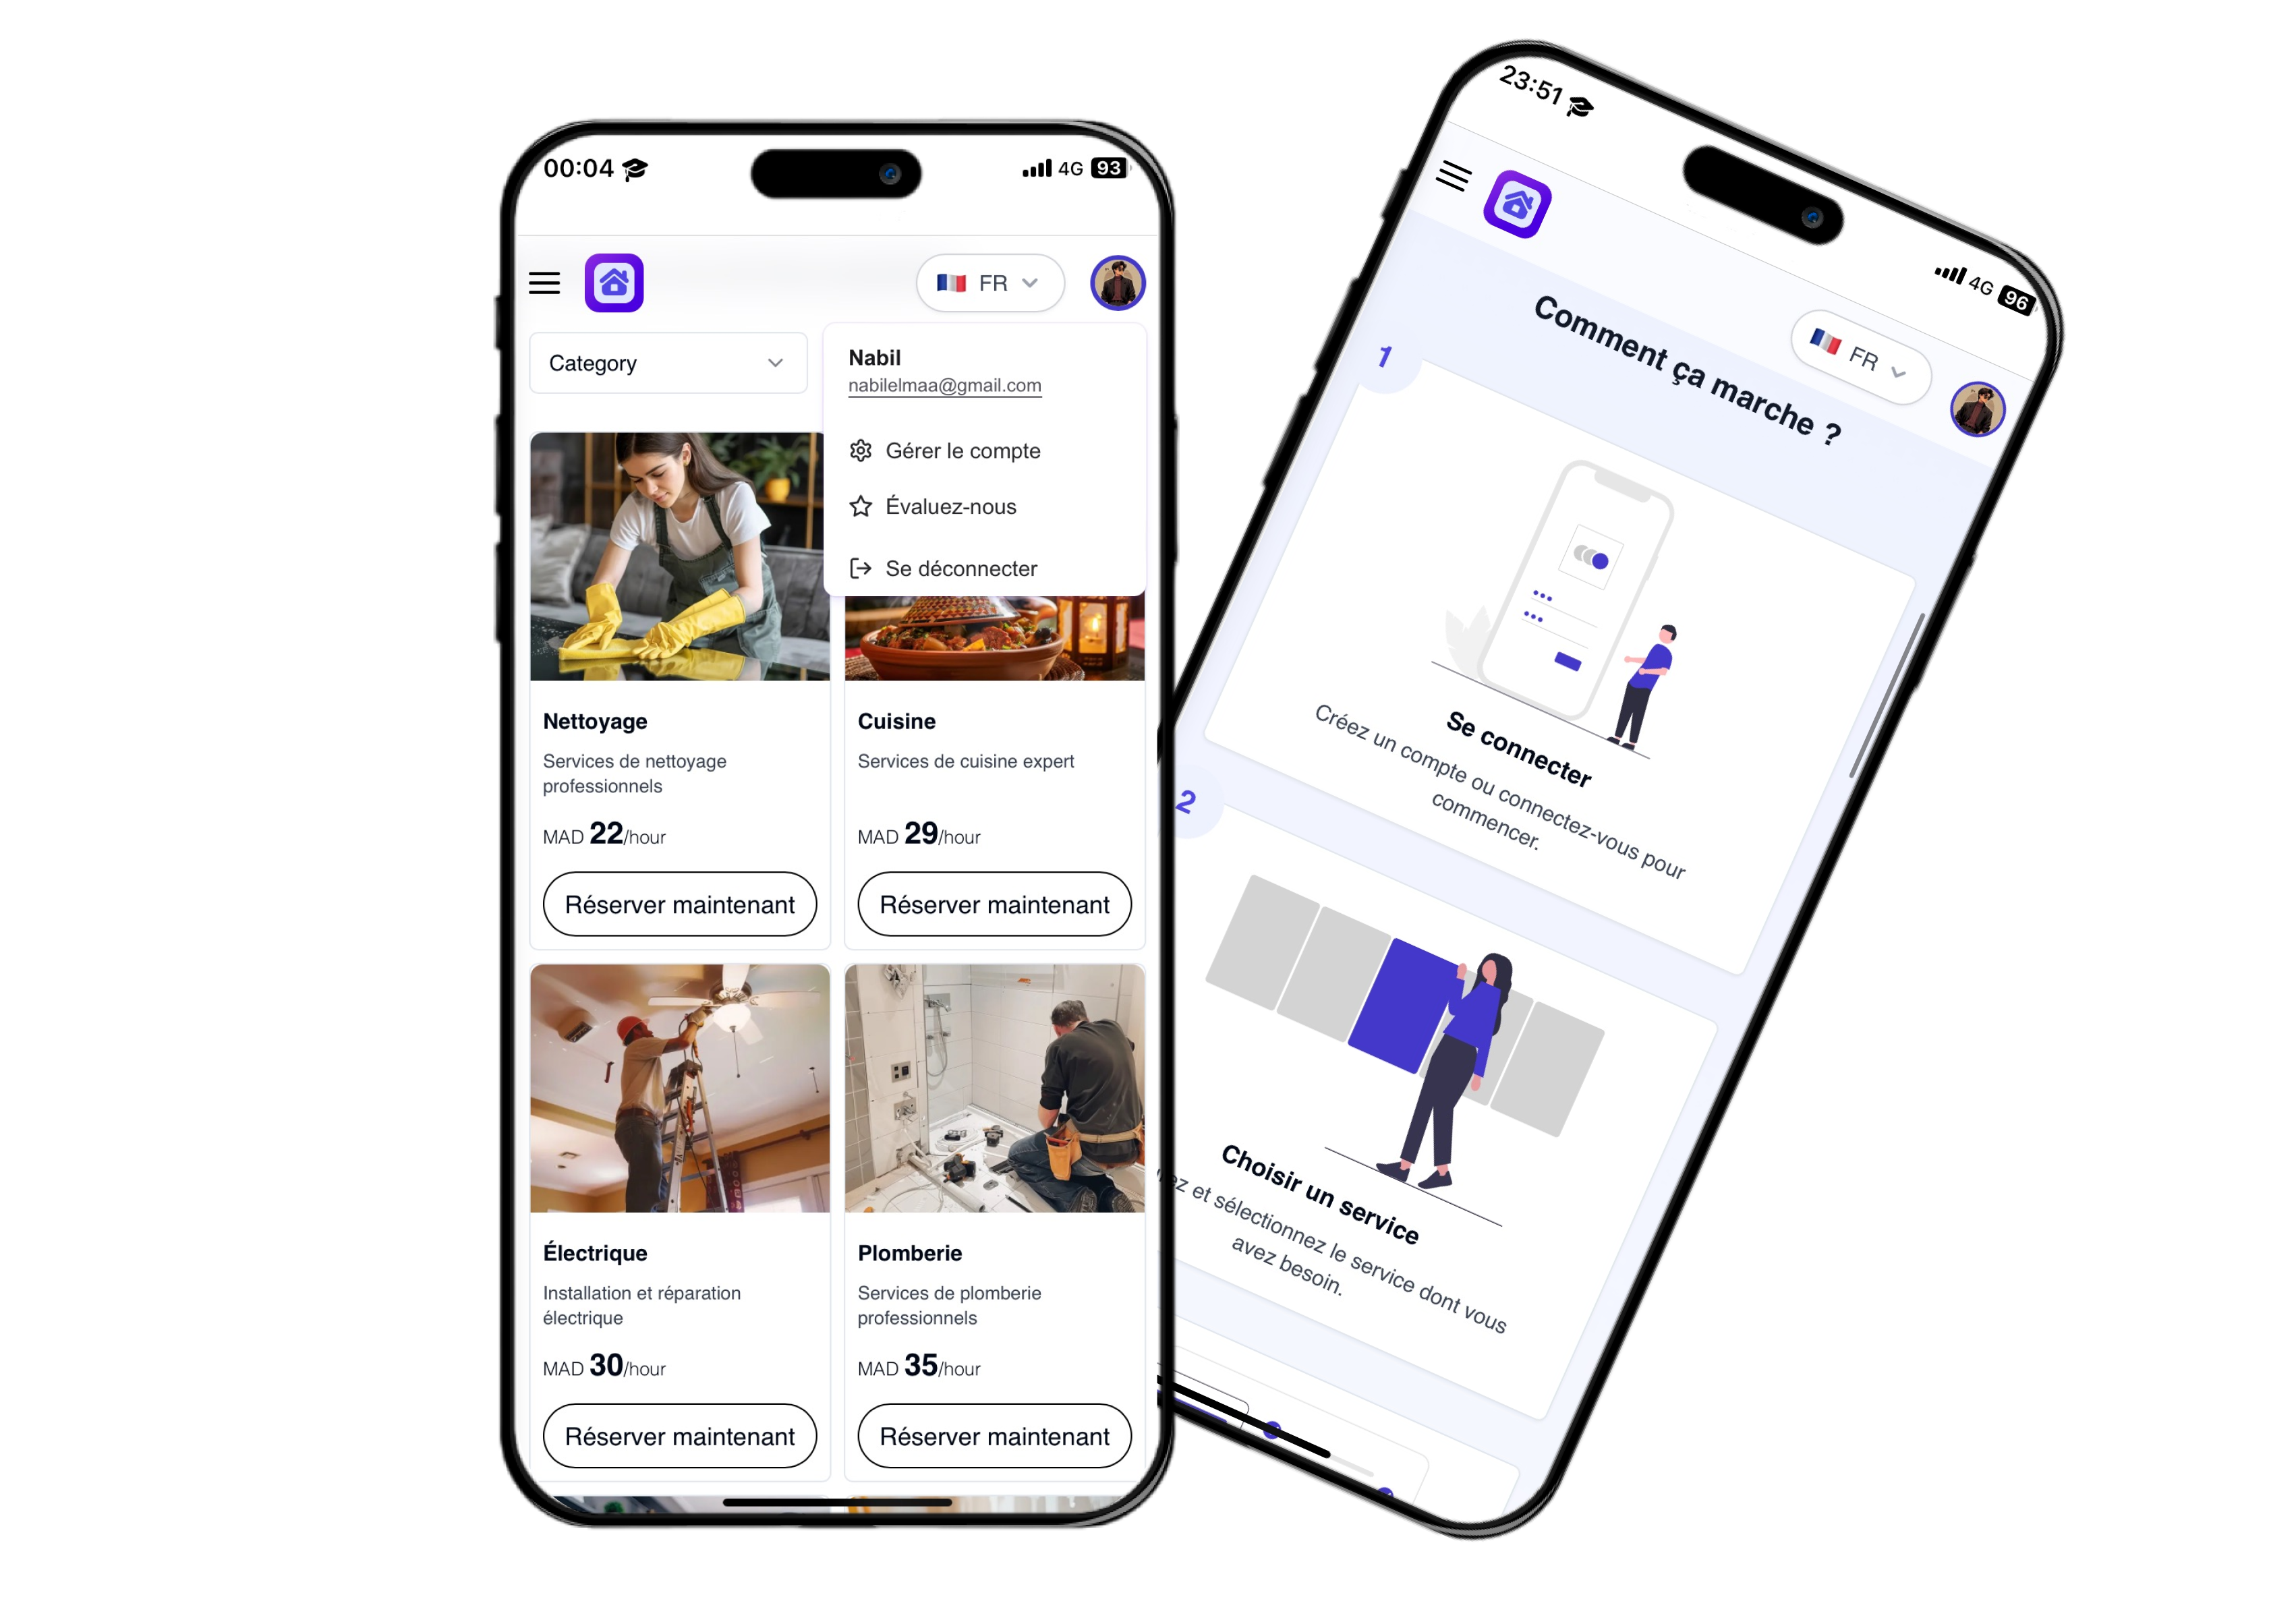 00:04
4G 93
FR
Category
Nabil
nabilelmaa@gmail.com
Gérer le compte
Évaluez-nous
Se déconnecter
Nettoyage
Services de nettoyage
professionnels
MAD 22/hour
Réserver maintenant
Cuisine
Services de cuisine expert
MAD 29/hour
Réserver maintenant
Électrique
Installation et réparation
électrique
MAD 30/hour
Réserver maintenant
Plomberie
Services de plomberie
professionnels
MAD 35/hour
Réserver maintenant
23:51
4G 96
FR
Comment ça marche ?
1
Se connecter
Créez un compte ou connectez-vous pour
commencer.
2
Choisir un service
et sélectionnez le service dont vous
avez besoin.